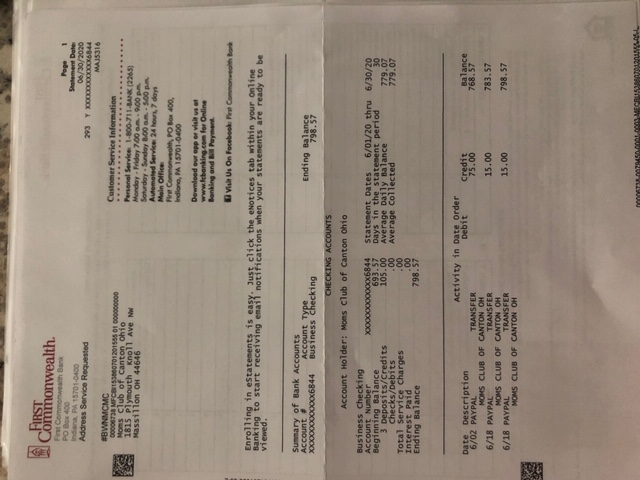 FIRST
Commonwealth.
First Commonwealth Bank
PO Box 400
Indiana, PA 15701-0400
Address Service Requested
Page 1
Statement Date:
06/30/2020
293 Y XXXXXXXXXXXX6844
MAJ5316
#BWNMCMC
Moms Club of Canton Ohio
1815 Plymouth Knoll Ave NW
Massillon OH 44646
Customer Service Information
Personal Service: 1-800-711-BANK (2265)
Monday - Friday 7:00 a.m. - 9:00 p.m.
Saturday - Sunday 8:00 a.m. - 5:00 p.m.
Automated Service: 24 hours, 7 days
Main Office:
First Commonwealth, PO Box 400,
Indiana, PA 15701-0400
Download our app or visit us at
www.fcbanking.com for Online
Banking and Bill Payment.
Visit Us On Facebook: First Commonwealth Bank
Enrolling in eStatements is easy. Just click the eNotices tab within your Online
Banking to start receiving email notifications when your statements are ready to be
viewed.
Summary of Bank Accounts
Account # Account Type Ending Balance
XXXXXXXXXXXX6844 Business Checking 798.57
CHECKING ACCOUNTS
Account Holder: Moms Club of Canton Ohio
Business Checking
Account Number XXXXXXXXXXXX6844 Statement Dates 6/01/20 thru 6/30/20
Beginning Balance 693.57 Days in the statement period 30
3 Deposits/Credits 105.00 Average Daily Balance 779.07
Checks/Debits .00 Average Collected 779.07
Total Service Charges .00
Interest Paid .00
Ending Balance 798.57
Activity in Date Order
Date Description Debit Credit Balance
6/02 PAYPAL TRANSFER 75.00 768.57
MOMS CLUB OF CANTON OH
6/18 PAYPAL TRANSFER 15.00 783.57
MOMS CLUB OF CANTON OH
6/18 PAYPAL TRANSFER 15.00 798.57
MOMS CLUB OF CANTON OH